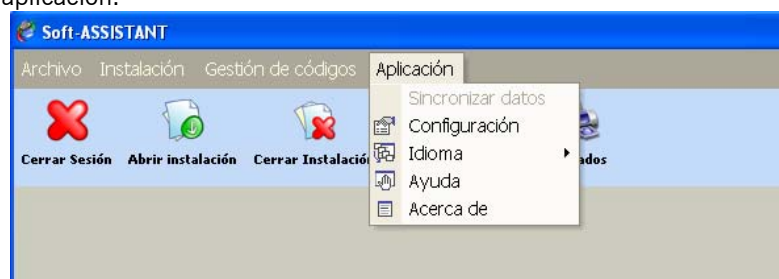 aplicación.
Soft-ASSISTANT
Archivo Instalación Gestión de códigos Aplicación
Sincronizar datos
Configuración
Idioma
Ayuda
Acerca de
Cerrar Sesión Abrir instalación Cerrar Instalació ados